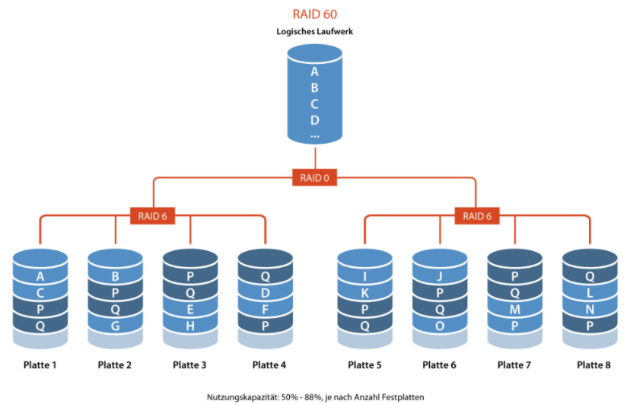 RAID 60
Logisches Laufwerk
A
B
C
D
...
RAID 0
RAID 6
RAID 6
A B P Q I J P Q
C P Q D K P Q L
P Q E F P Q M N
Q G H P Q O P P
Platte 1 Platte 2 Platte 3 Platte 4 Platte 5 Platte 6 Platte 7 Platte 8
Nutzungskapazität: 50% - 88%, je nach Anzahl Festplatten